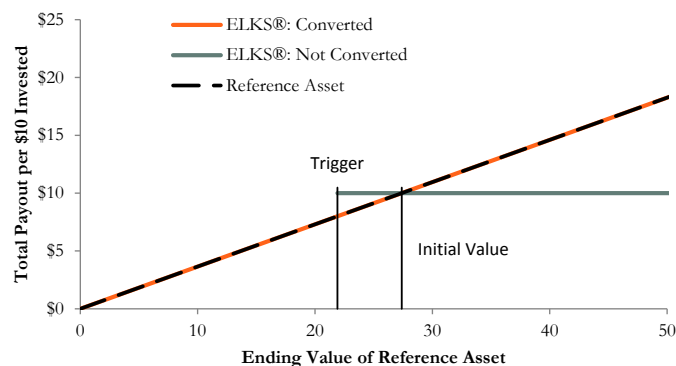 $25
$20
$15
$10
$5
$0
Total Payout per $10 Invested
ELKS®: Converted
ELKS®: Not Converted
Reference Asset
Trigger
Initial Value
0 10 20 30 40 50
Ending Value of Reference Asset